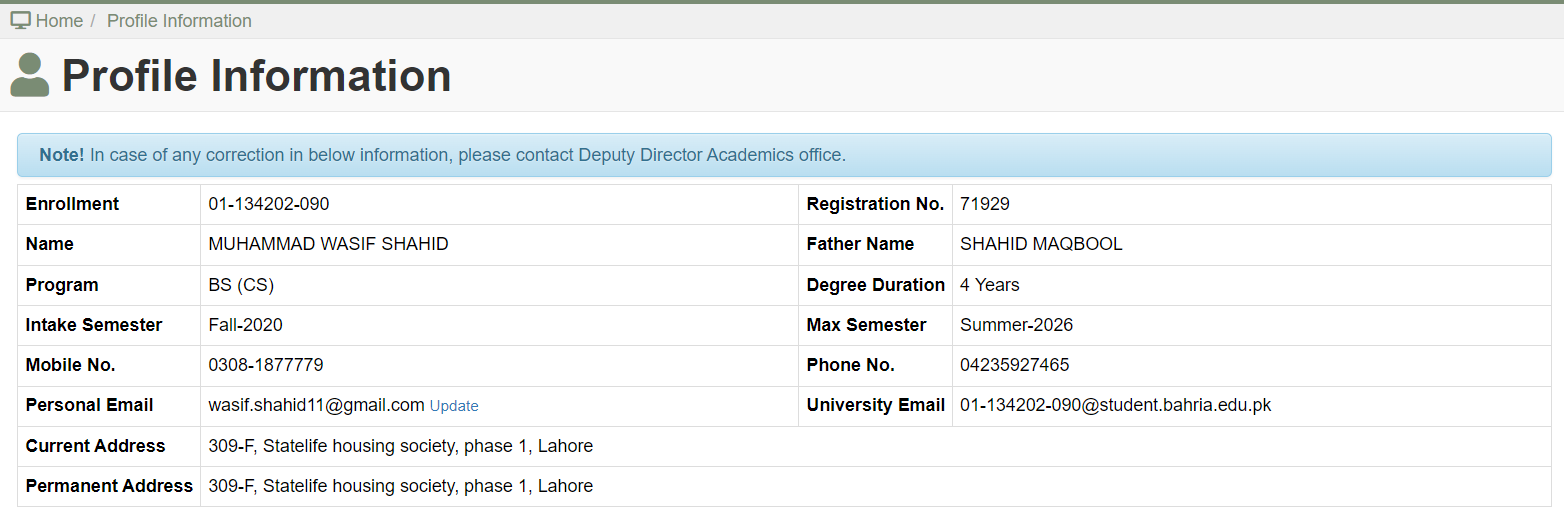 Home / Profile Information
Profile Information
Note! In case of any correction in below information, please contact Deputy Director Academics office.
Enrollment 01-134202-090 Registration No. 71929
Name MUHAMMAD WASIF SHAHID Father Name SHAHID MAQBOOL
Program BS (CS) Degree Duration 4 Years
Intake Semester Fall-2020 Max Semester Summer-2026
Mobile No. 0308-1877779 Phone No. 04235927465
Personal Email wasif.shahid11@gmail.com Update University Email 01-134202-090@student.bahria.edu.pk
Current Address 309-F, Statelife housing society, phase 1, Lahore
Permanent Address 309-F, Statelife housing society, phase 1, Lahore